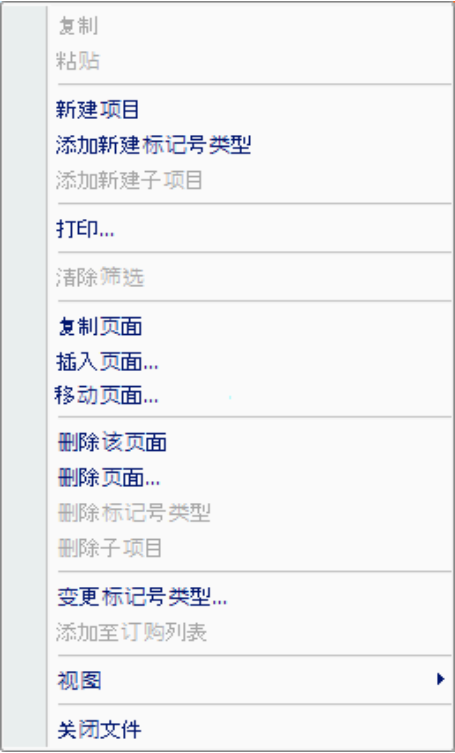 复制
粘贴
新建项目
添加新建标记号类型
添加新建子项目
打印...
清除筛选
复制页面
插入页面...
移动页面...
删除该页面
删除页面...
删除标记号类型
删除子项目
变更标记号类型...
添加至订购列表
视图
关闭文件